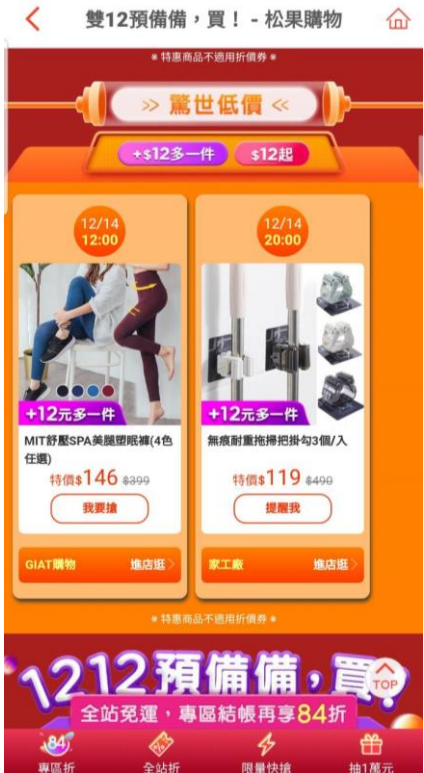 雙12預備備，買！ - 松果購物
※ 特惠商品不適用折價券 ※
>> 驚世低價 <<
+$12多一件
$12起
12/14
12:00
+12元多一件
MIT舒壓SPA美腿塑眠褲(4色
任選)
特價$146 $399
我要搶
GIAT購物 進店逛 >
12/14
20:00
+12元多一件
無痕耐重拖掃把掛勾3個/入
特價$119 $490
提醒我
家工廠 進店逛 >
※ 特惠商品不適用折價券 ※
1212預備備，買!
TOP
全站免運，專區結帳再享84折
84
專區折
全站折
限量快搶
抽1萬元